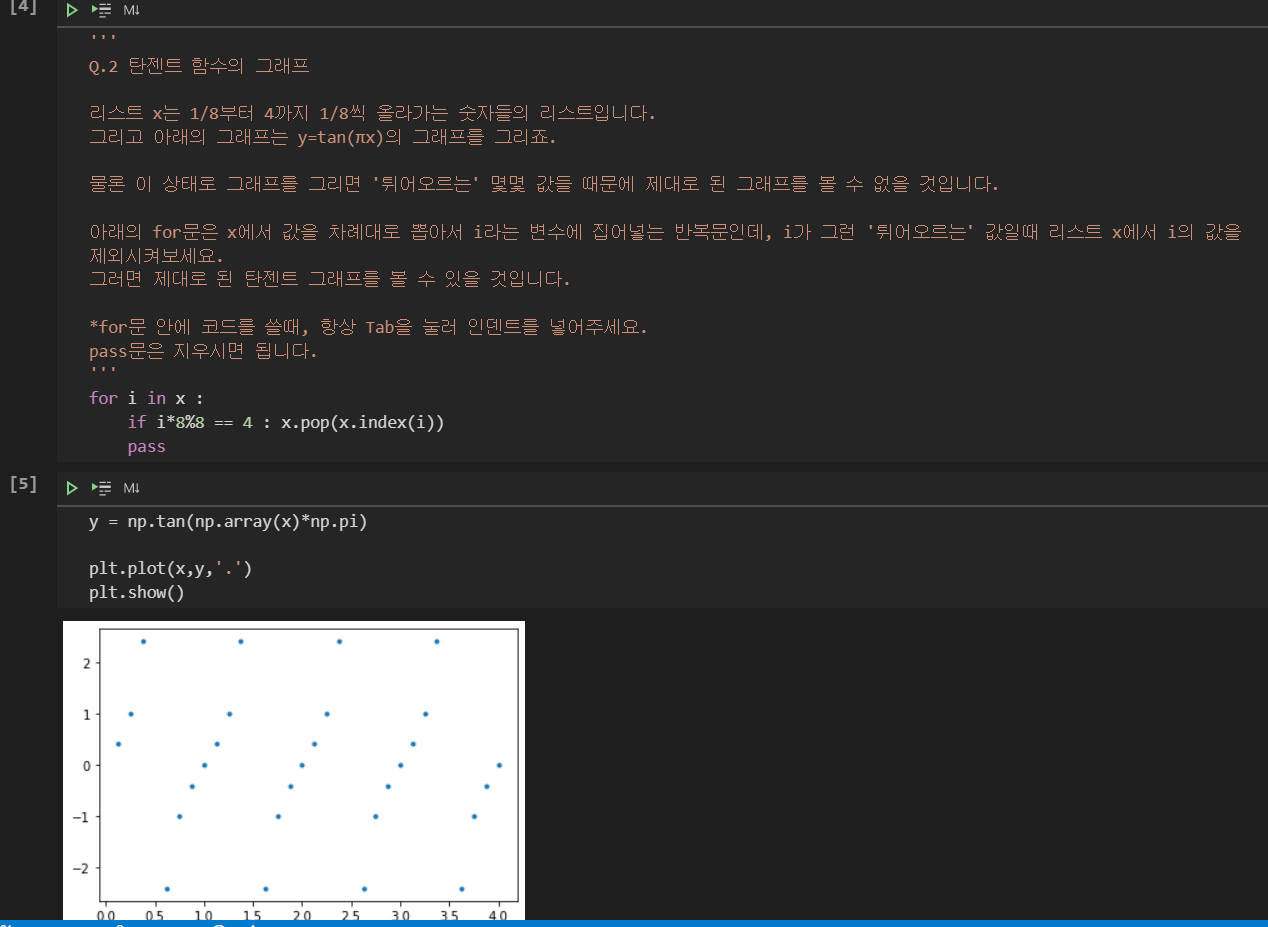 [4]
M↓
'''
Q.2 탄젠트 함수의 그래프
리스트 x는 1/8부터 4까지 1/8씩 올라가는 숫자들의 리스트입니다.
그리고 아래의 그래프는 y=tan(πx)의 그래프를 그리죠.
물론 이 상태로 그래프를 그리면 '튀어오르는' 몇몇 값들 때문에 제대로 된 그래프를 볼 수 없을 것입니다.
아래의 for문은 x에서 값을 차례대로 뽑아서 i라는 변수에 집어넣는 반복문인데, i가 그런 '튀어오르는' 값일때 리스트 x에서 i의 값을
제외시켜보세요.
그러면 제대로 된 탄젠트 그래프를 볼 수 있을 것입니다.
*for문 안에 코드를 쓸때, 항상 Tab을 눌러 인덴트를 넣어주세요.
pass문은 지우시면 됩니다.
'''
for i in x :
    if i*8%8 == 4 : x.pop(x.index(i))
    pass
[5]
M↓
y = np.tan(np.array(x)*np.pi)
plt.plot(x,y,'.')
plt.show()
2
1
0
−1
−2
0.0 0.5 1.0 1.5 2.0 2.5 3.0 3.5 4.0